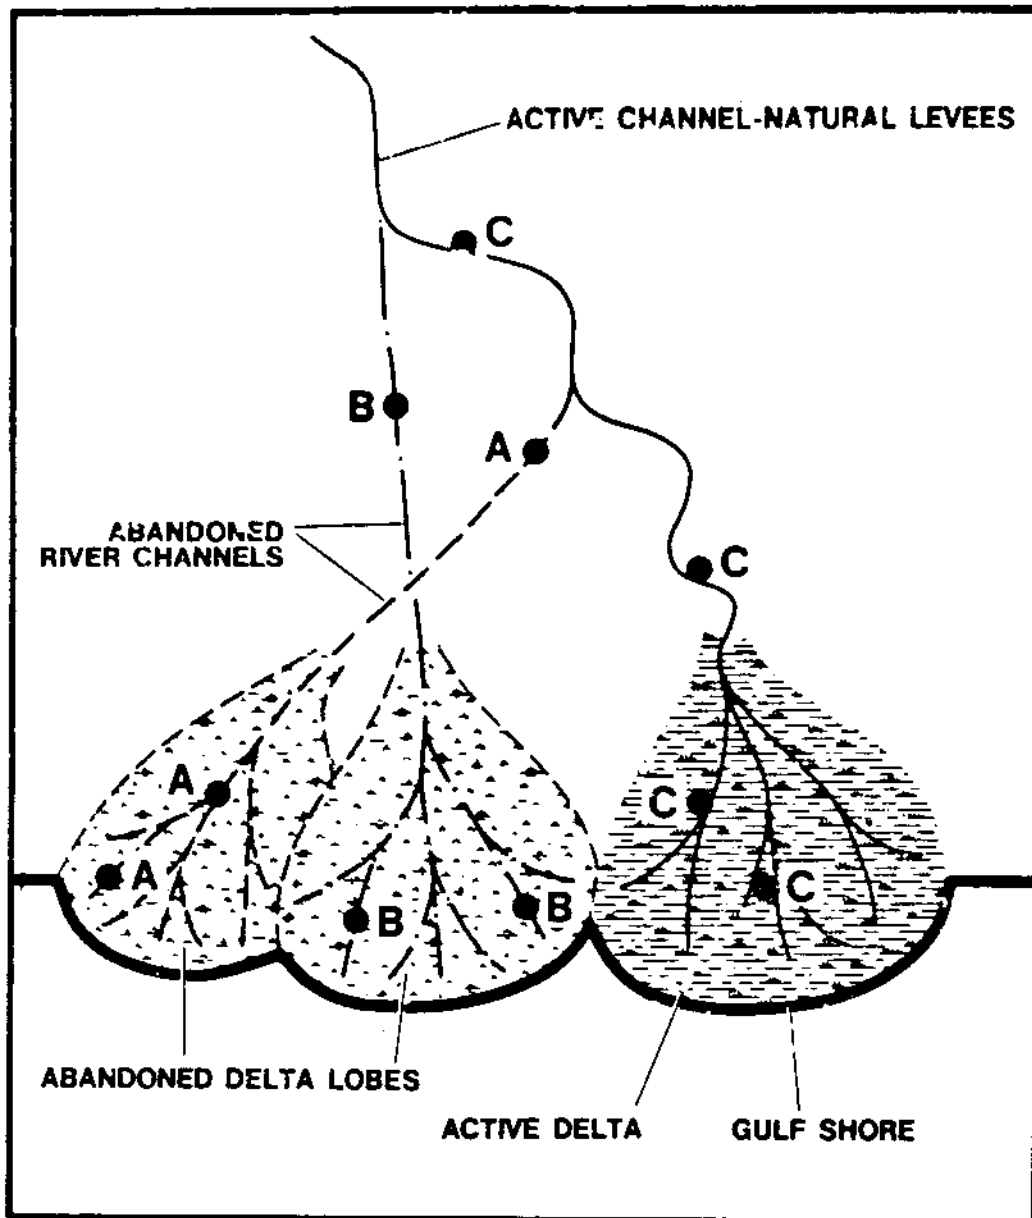 ACTIVE CHANNEL-NATURAL LEVEES
C
B
A
ABANDONED
RIVER CHANNELS
C
A
C
A
C
B
B
ABANDONED DELTA LOBES
ACTIVE DELTA
GULF SHORE